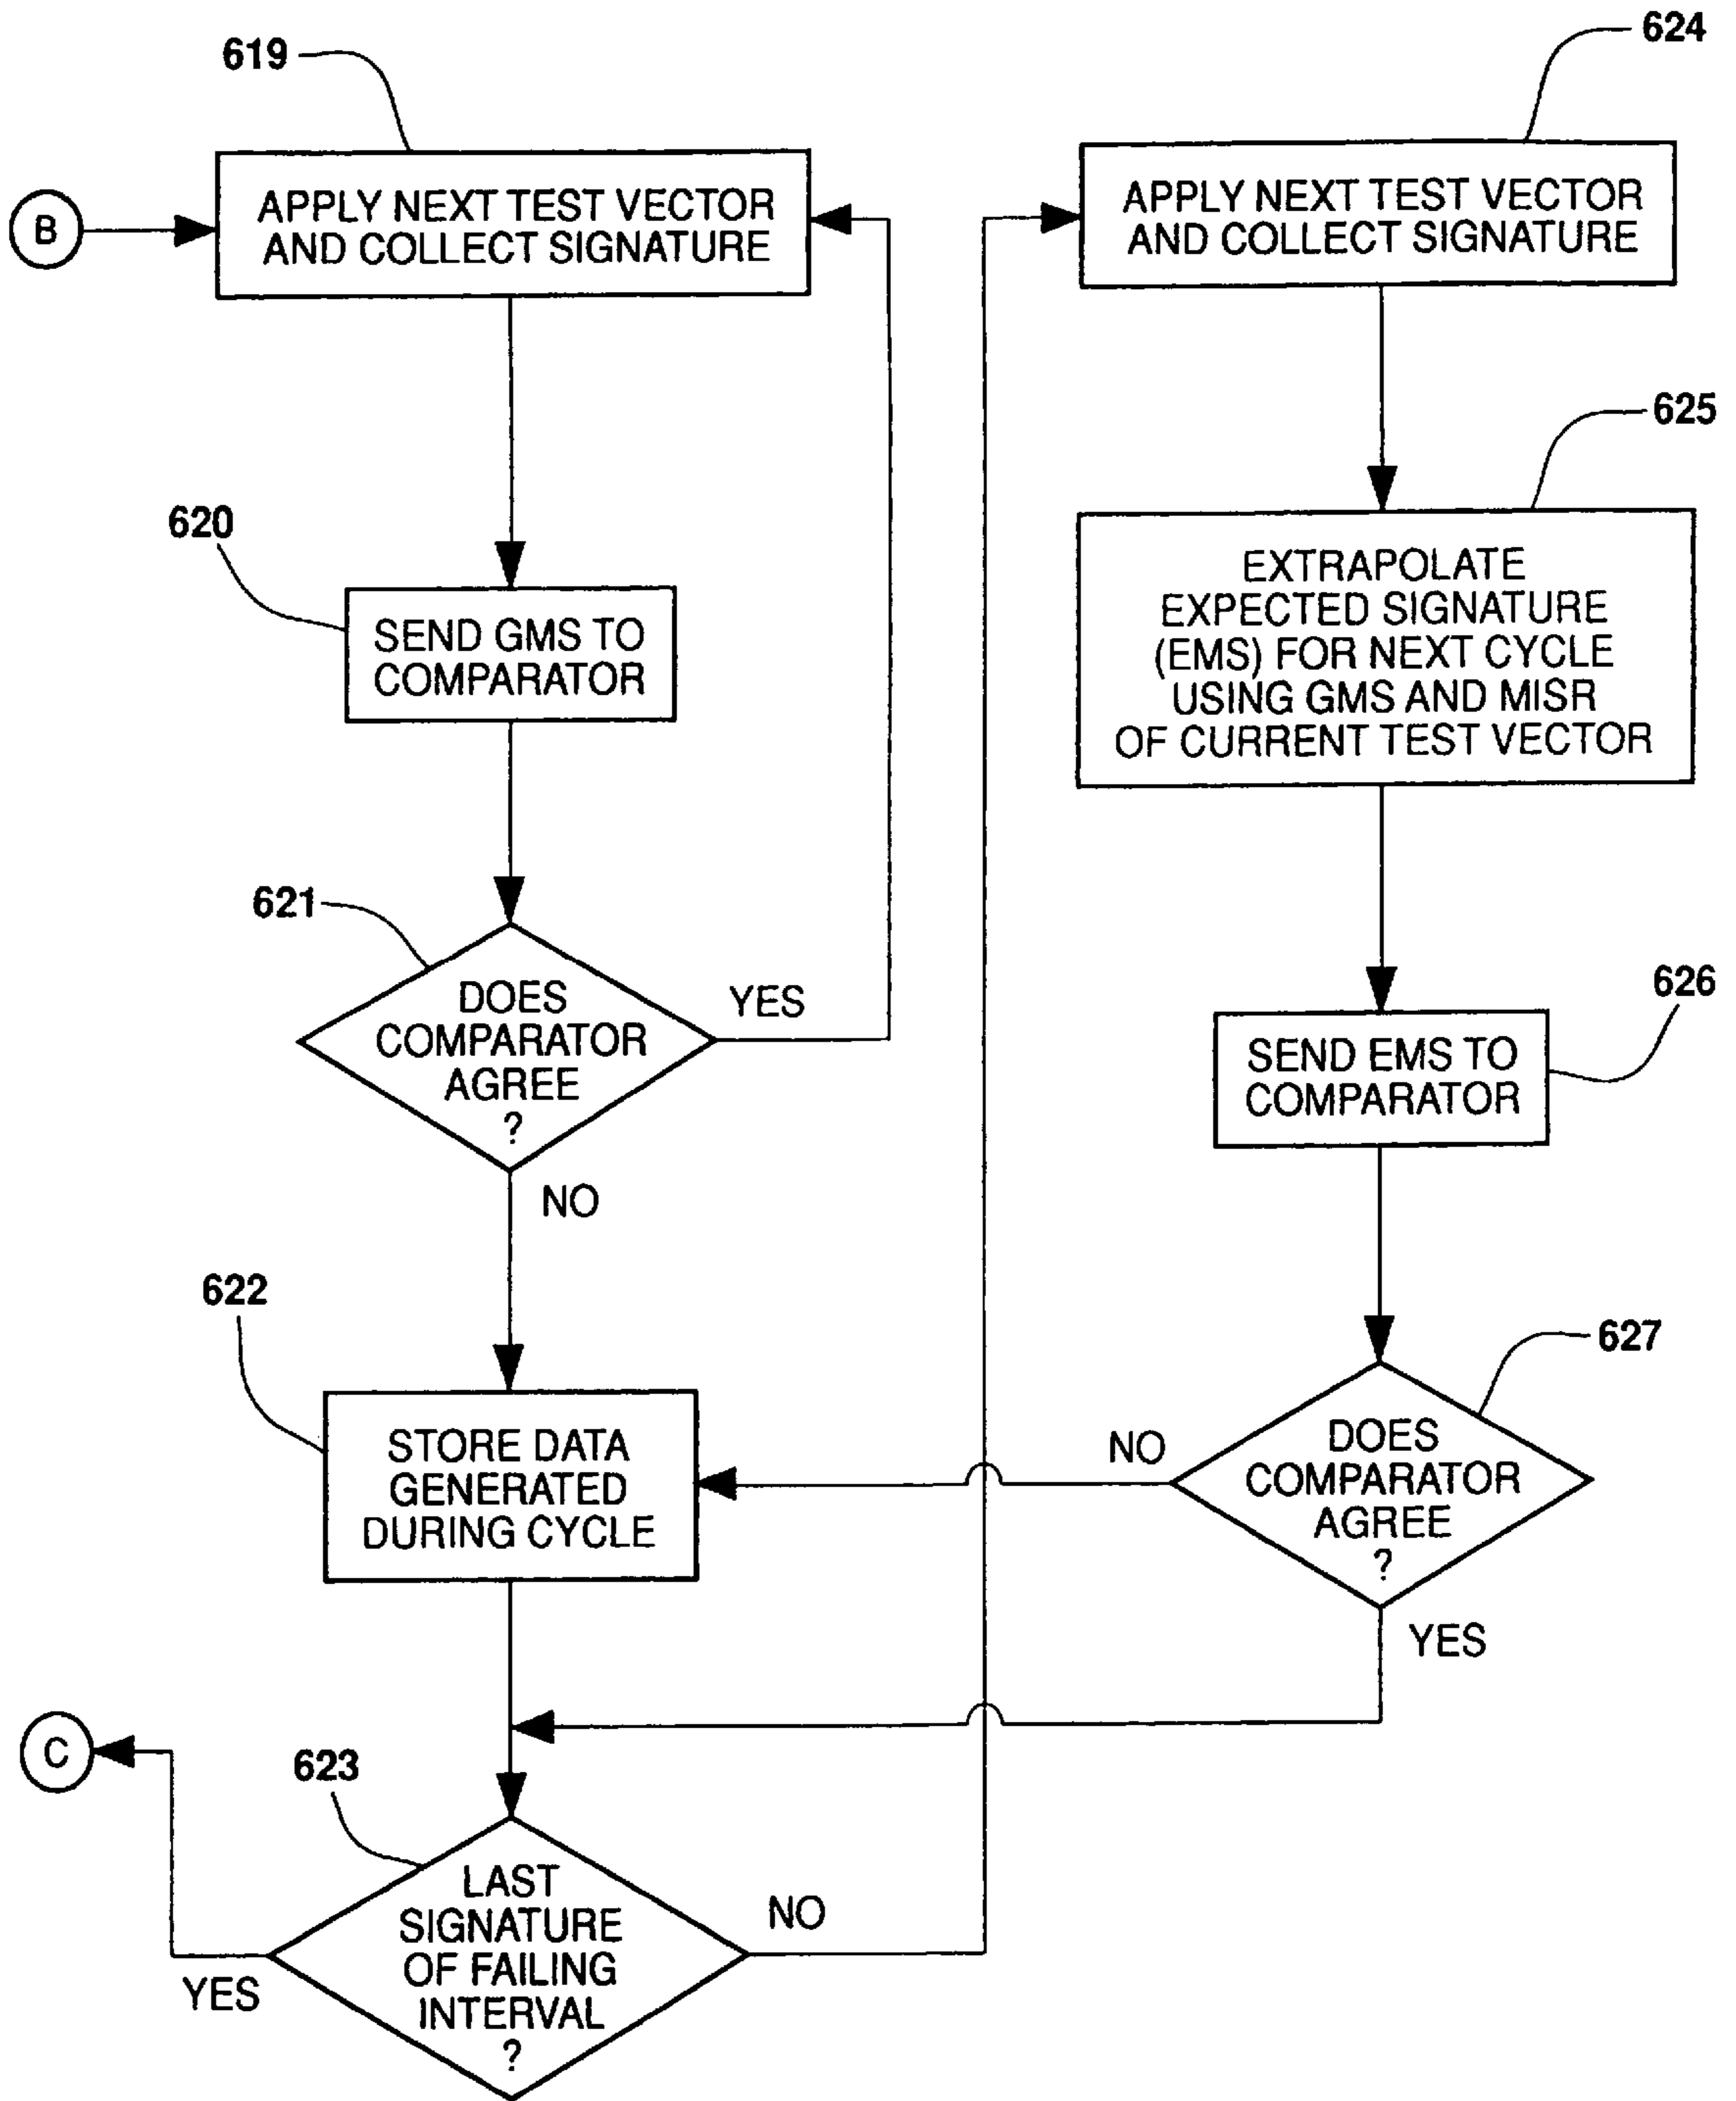 619
B
APPLY NEXT TEST VECTOR
AND COLLECT SIGNATURE
620
SEND GMS TO
COMPARATOR
621
DOES
COMPARATOR
AGREE
?
YES
NO
622
STORE DATA
GENERATED
DURING CYCLE
C
623
LAST
SIGNATURE
OF FAILING
INTERVAL
?
YES
NO
624
APPLY NEXT TEST VECTOR
AND COLLECT SIGNATURE
625
EXTRAPOLATE
EXPECTED SIGNATURE
(EMS) FOR NEXT CYCLE
USING GMS AND MISR
OF CURRENT TEST VECTOR
626
SEND EMS TO
COMPARATOR
627
DOES
COMPARATOR
AGREE
?
NO
YES